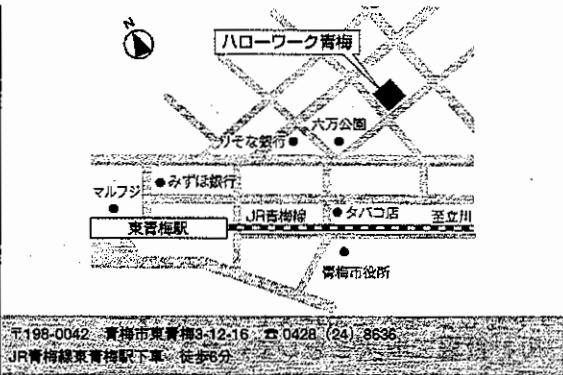 N
ハローワーク青梅
六万公園
りそな銀行
みずほ銀行
マルフジ
JR青梅線
タバコ店
至立川
東青梅駅
青梅市役所
〒198-0042 青梅市東青梅3-12-16 ☎0428(24)8636
JR青梅線東青梅駅下車 徒歩6分